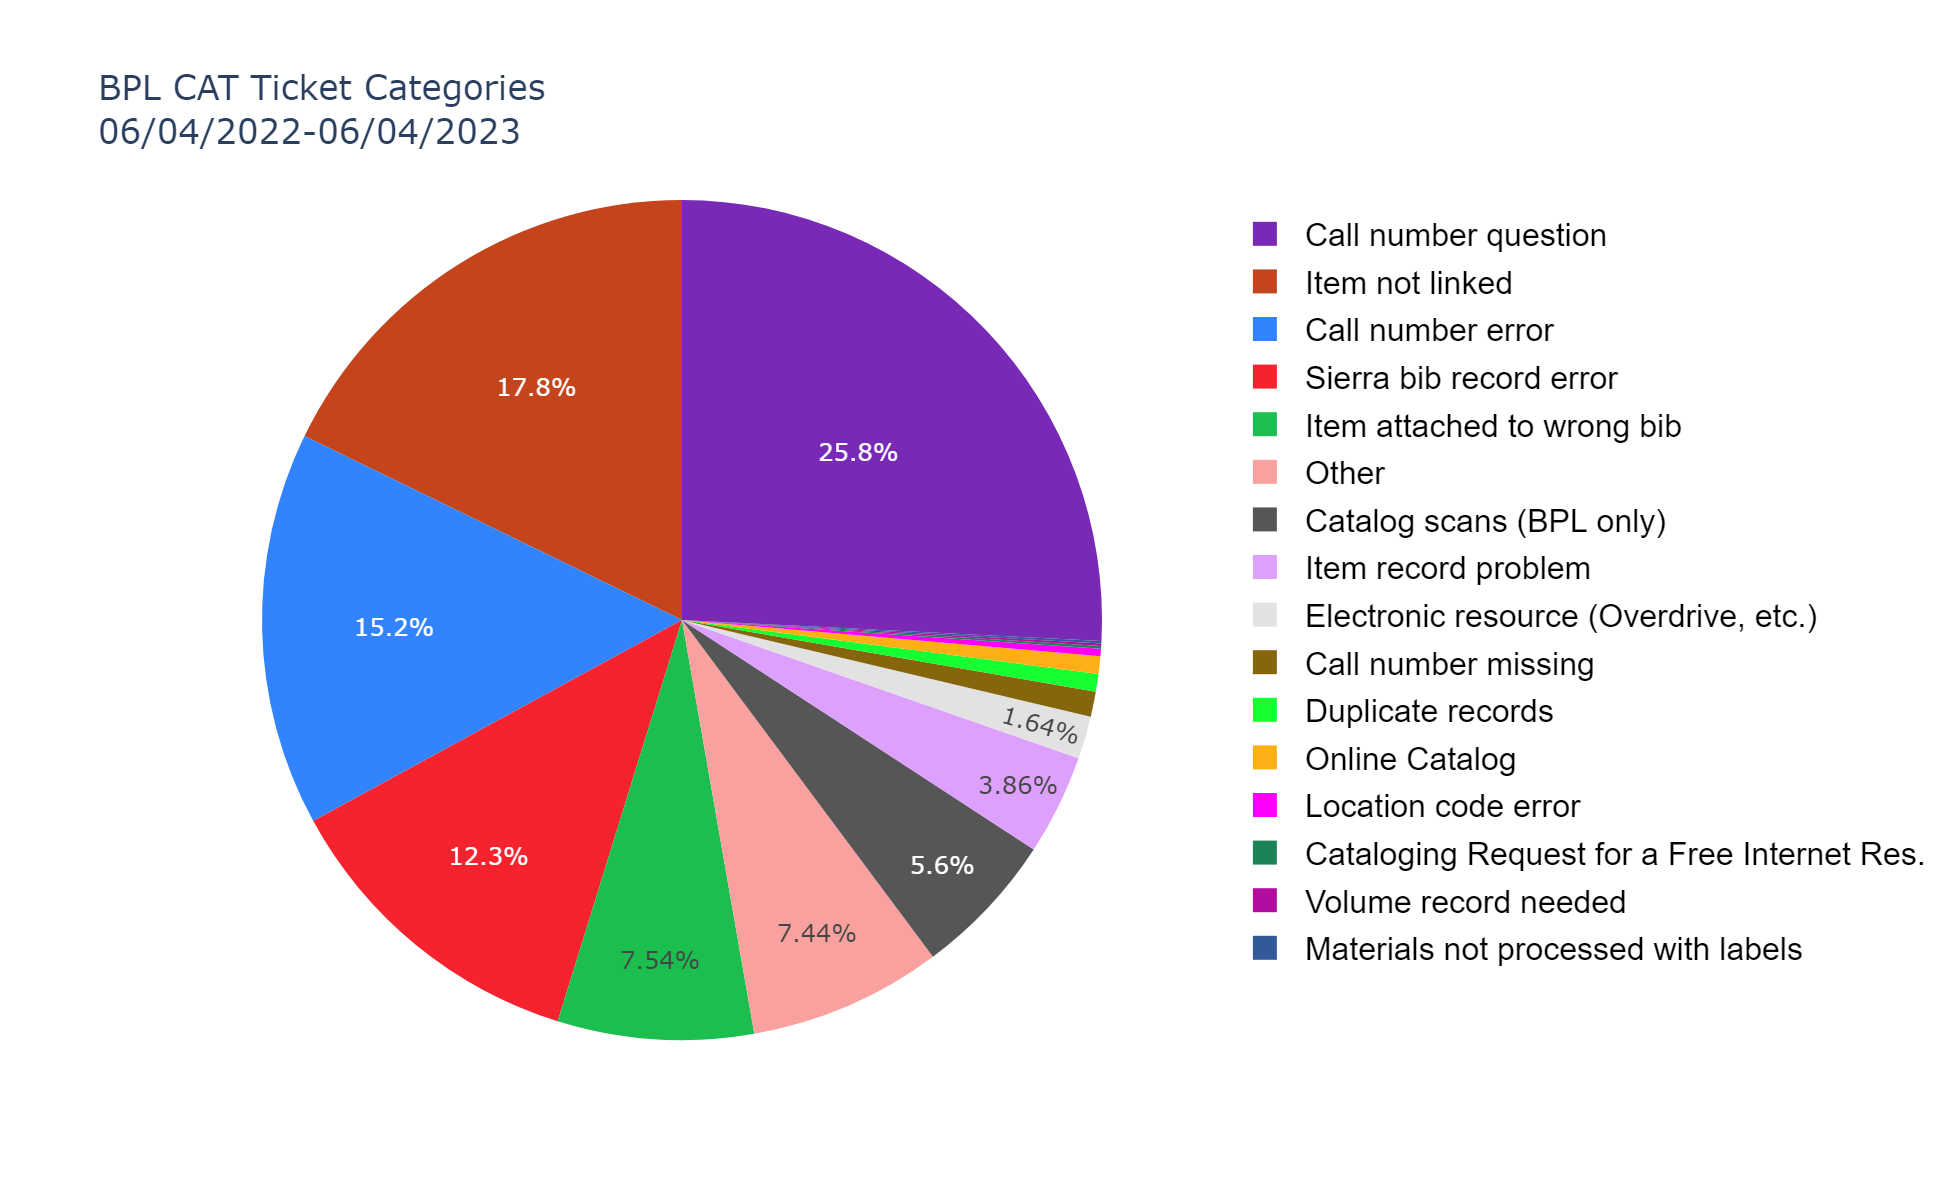 BPL CAT Ticket Categories
06/04/2022-06/04/2023
17.8%
25.8%
15.2%
12.3%
7.54%
7.44%
5.6%
3.86%
1.64%
Call number question
Item not linked
Call number error
Sierra bib record error
Item attached to wrong bib
Other
Catalog scans (BPL only)
Item record problem
Electronic resource (Overdrive, etc.)
Call number missing
Duplicate records
Online Catalog
Location code error
Cataloging Request for a Free Internet Res.
Volume record needed
Materials not processed with labels